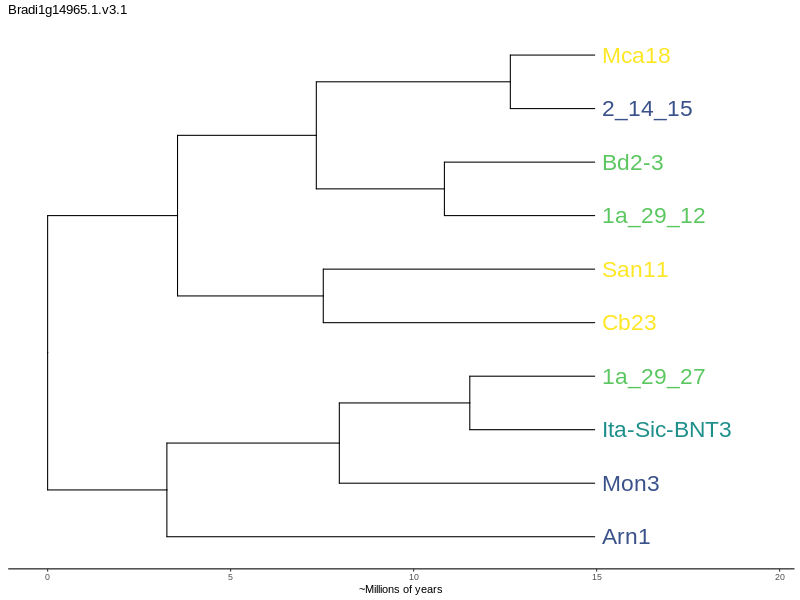 Bradi1g14965.1.v3.1
Mca18
2_14_15
Bd2-3
1a_29_12
San11
Cb23
1a_29_27
Ita-Sic-BNT3
Mon3
Arn1
0 5 10 15 20
~Millions of years